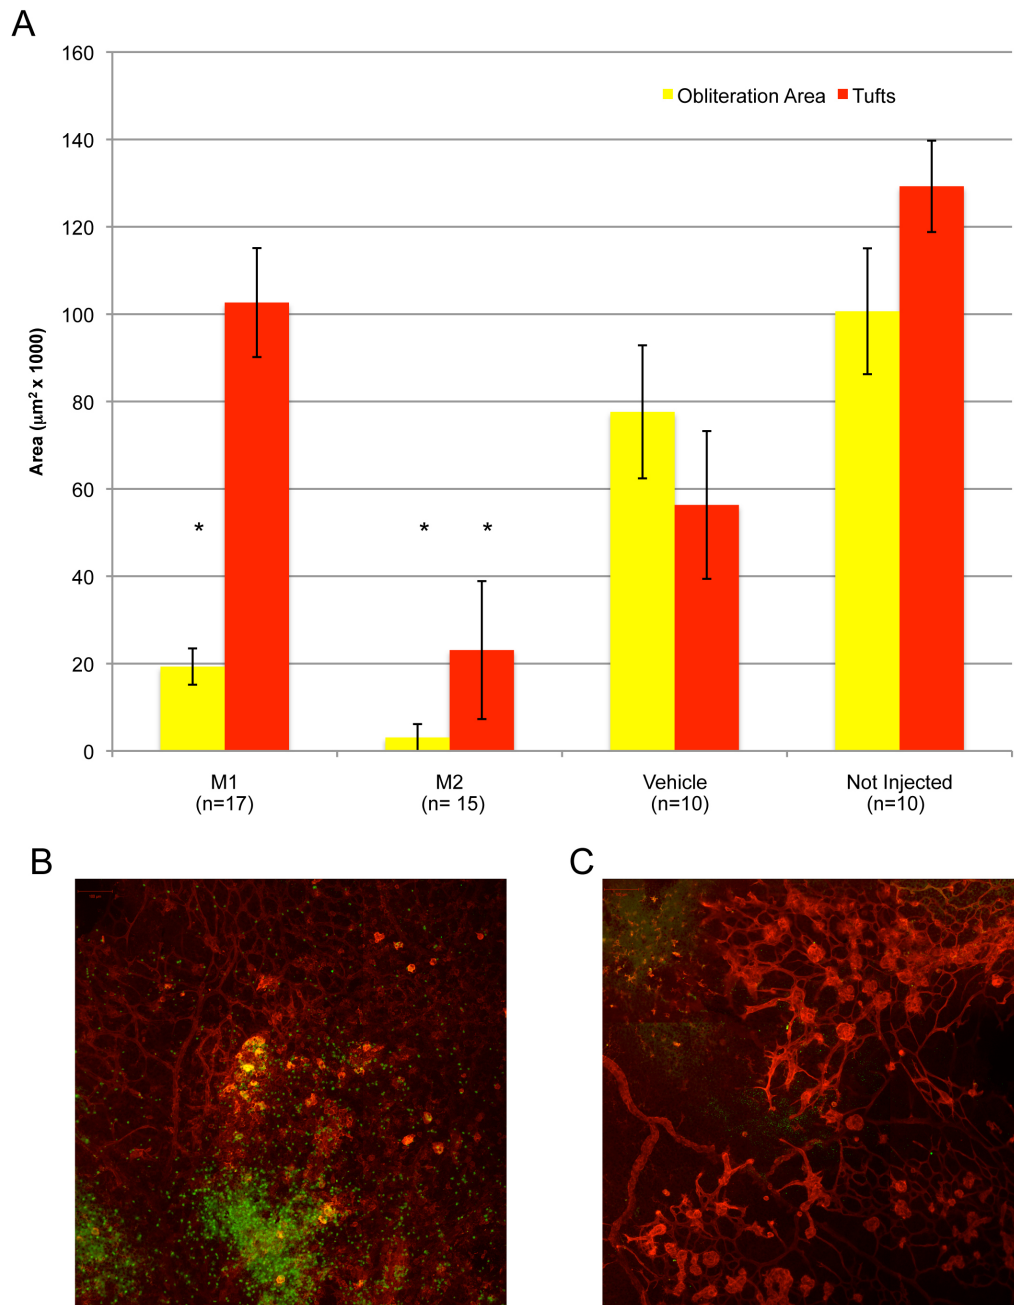 A
160
Obliteration Area Tufts
140
120
100
80
60
40
20
0
Area (μm² x 1000)
* * *
M1 M2 Vehicle Not Injected
(n=17) (n= 15) (n=10) (n=10)
B C